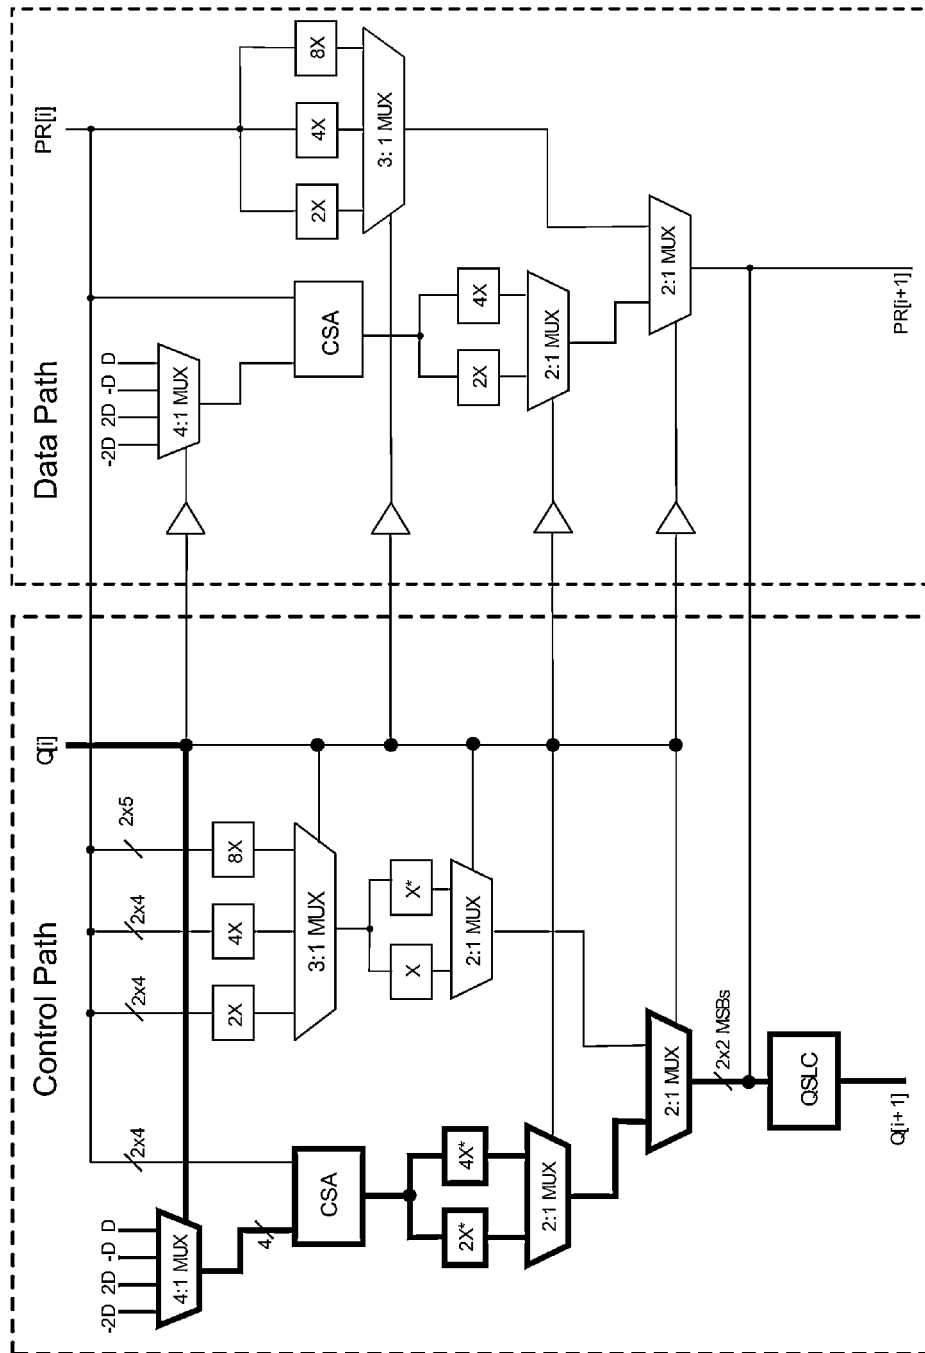 Control Path
Data Path
Q[i]
PR[i]
-2D 2D -D D
4:1 MUX
2x4
2x4
2x4
2x5
4
CSA
2X
4X
8X
3:1 MUX
X
X*
2:1 MUX
2X*
4X*
2:1 MUX
2:1 MUX
2x2 MSBs
QSLC
Q[i+1]
-2D 2D -D D
4:1 MUX
CSA
2X
4X
8X
3: 1 MUX
2X
4X
2:1 MUX
2:1 MUX
PR[i+1]